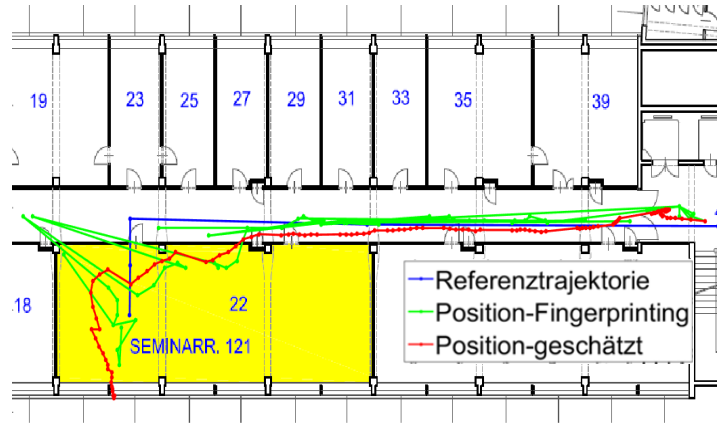 19
23
25
27
29
31
33
35
39
.18
22
SEMINARR. 121
Referenztrajektorie
Position-Fingerprinting
Position-geschätzt